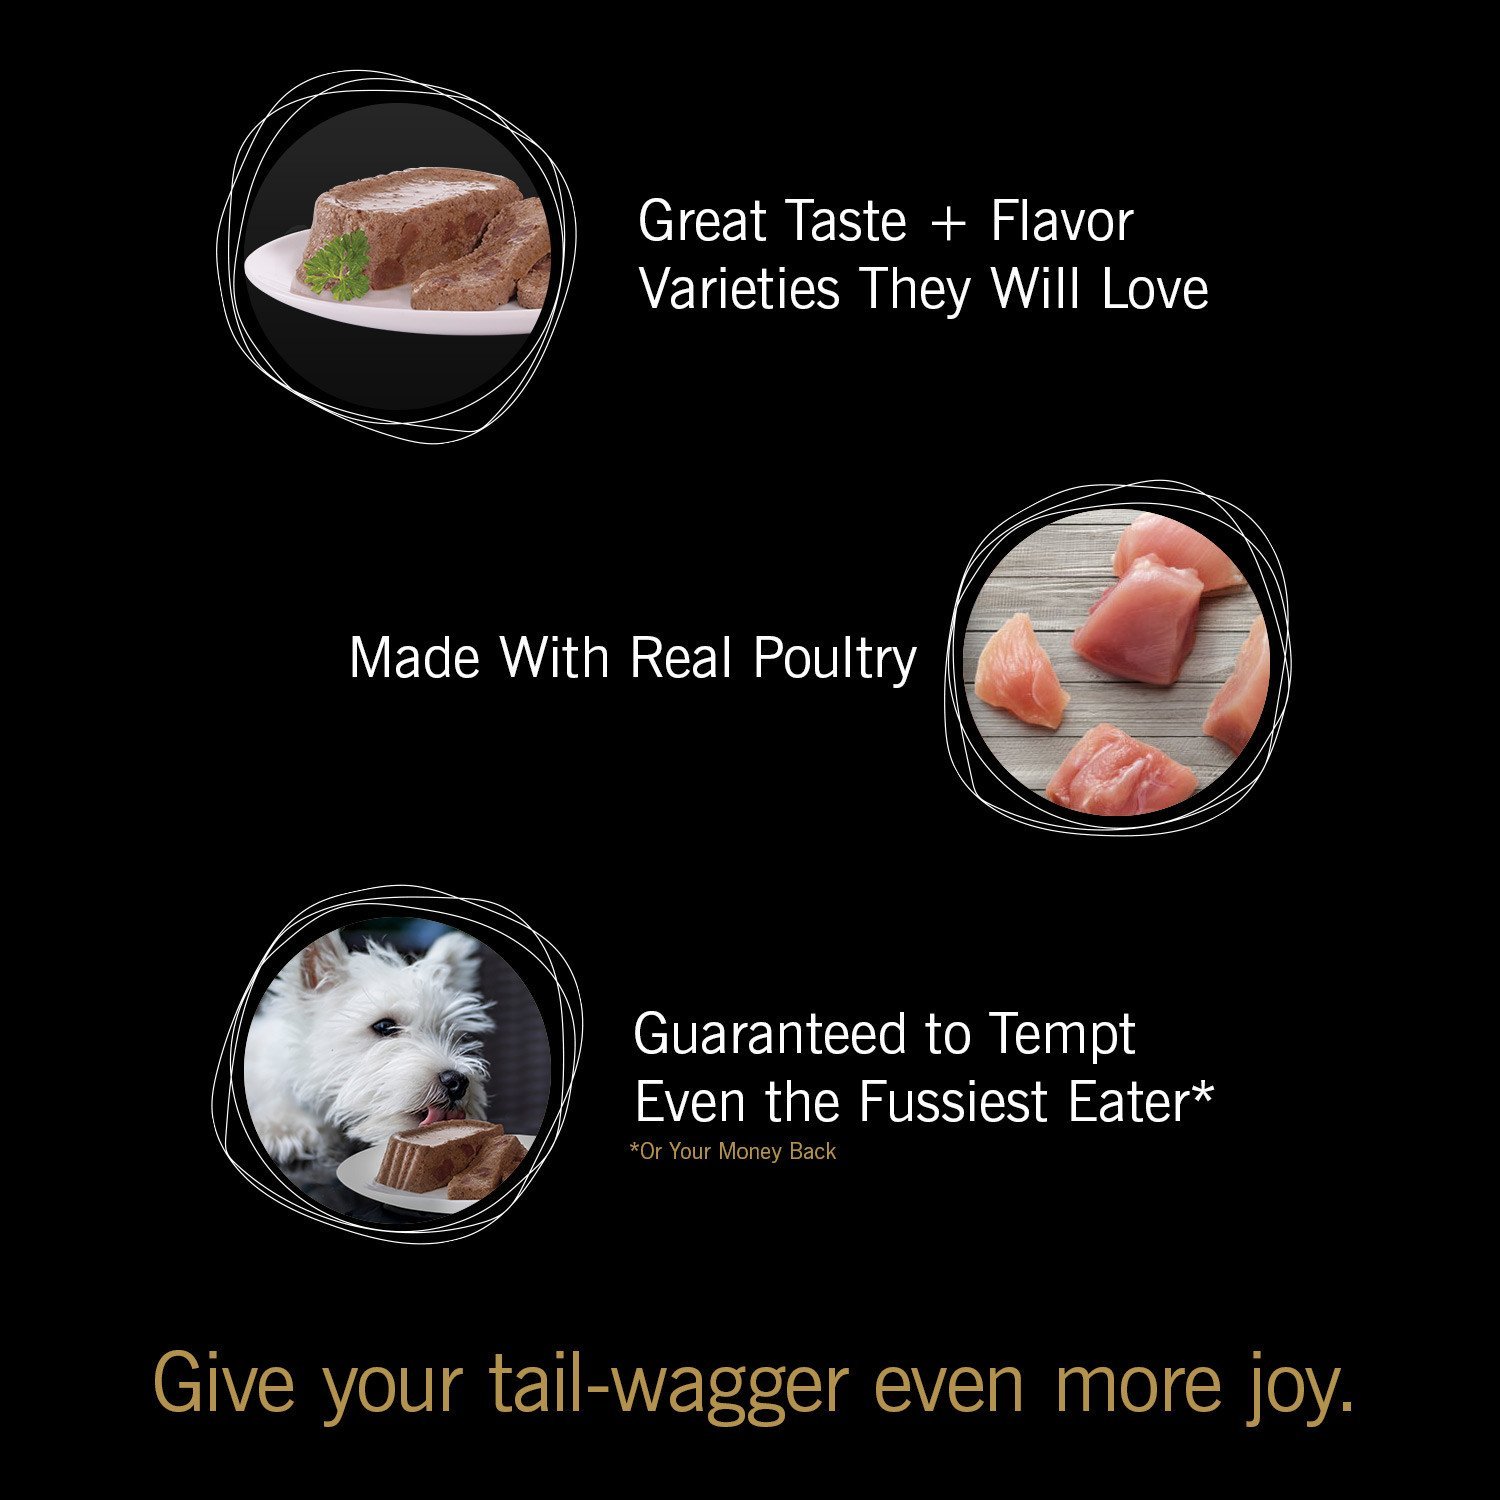 Great Taste + Flavor
Varieties They Will Love
Made With Real Poultry
Guaranteed to Tempt
Even the Fussiest Eater*
*Or Your Money Back
Give your tail-wagger even more joy.